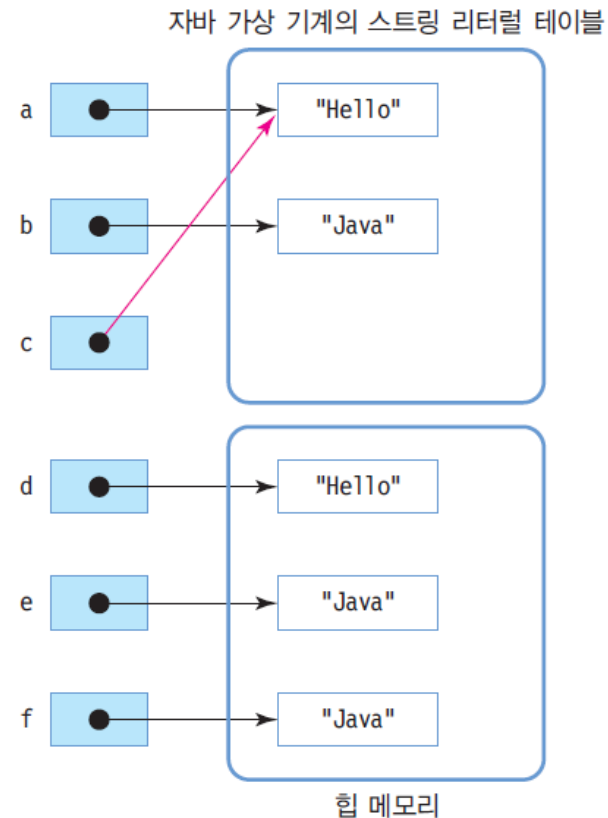 자바 가상 기계의 스트링 리터럴 테이블
a "Hello"
b "Java"
c
d "Hello"
e "Java"
f "Java"
힙 메모리